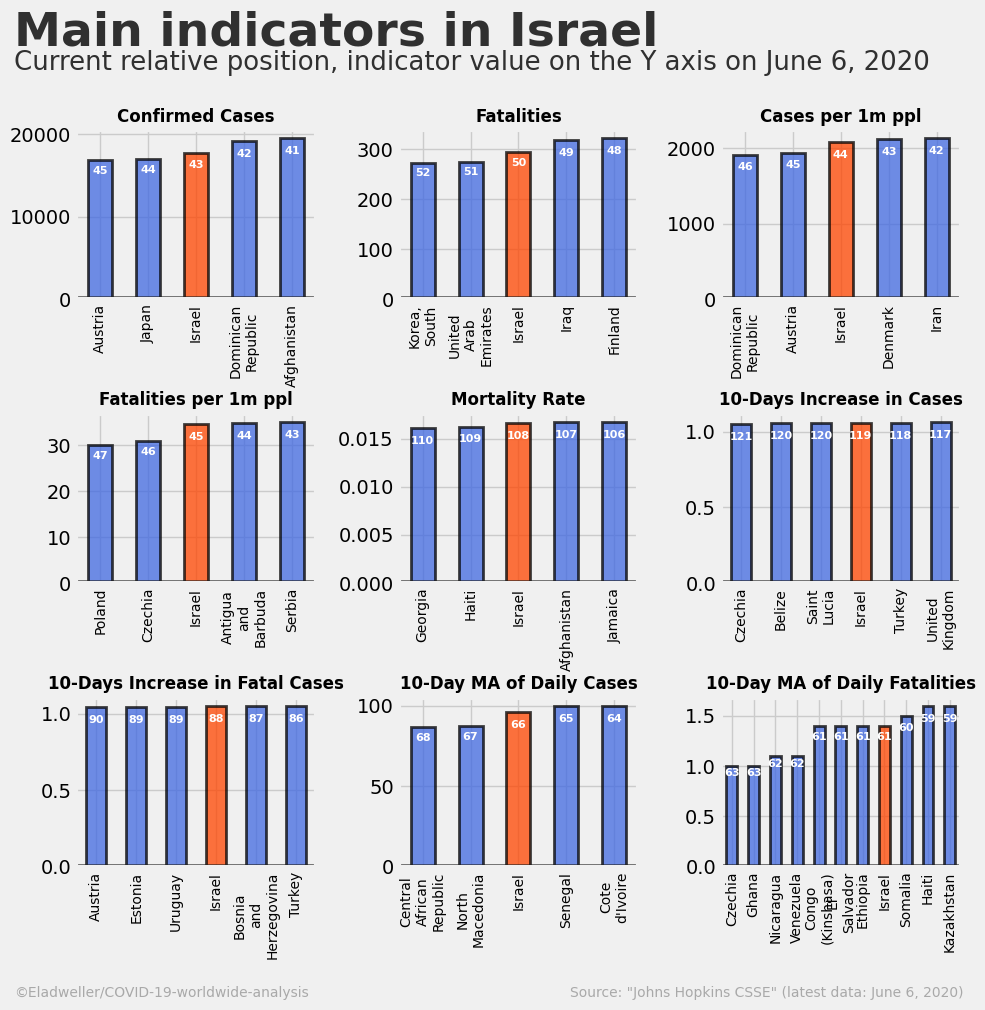 Main indicators in Israel
Current relative position, indicator value on the Y axis on June 6, 2020
Confirmed Cases
20000
10000
0
45
44
43
42
41
Austria
Japan
Israel
Dominican
Republic
Afghanistan
Fatalities
300
200
100
0
52
51
50
49
48
Korea,
South
United
Arab
Emirates
Israel
Iraq
Finland
Cases per 1m ppl
2000
1000
0
46
45
44
43
42
Dominican
Republic
Austria
Israel
Denmark
Iran
Fatalities per 1m ppl
30
20
10
0
47
46
45
44
43
Poland
Czechia
Israel
Antigua
and
Barbuda
Serbia
Mortality Rate
0.015
0.010
0.005
0.000
110
109
108
107
106
Georgia
Haiti
Israel
Afghanistan
Jamaica
10-Days Increase in Cases
1.0
0.5
0.0
121
120
120
119
118
117
Czechia
Belize
Saint
Lucia
Israel
Turkey
United
Kingdom
10-Days Increase in Fatal Cases
1.0
0.5
0.0
90
89
89
88
87
86
Austria
Estonia
Uruguay
Israel
Bosnia
and
Herzegovina
Turkey
10-Day MA of Daily Cases
100
50
0
68
67
66
65
64
Central
African
Republic
North
Macedonia
Israel
Senegal
Cote
d'Ivoire
10-Day MA of Daily Fatalities
1.5
1.0
0.5
0.0
63
63
62
62
61
61
61
61
60
59
59
Czechia
Ghana
Nicaragua
Venezuela
Congo
(Kinshasa)
El
Salvador
Ethiopia
Israel
Somalia
Haiti
Kazakhstan
©Eladweller/COVID-19-worldwide-analysis
Source: "Johns Hopkins CSSE" (latest data: June 6, 2020)